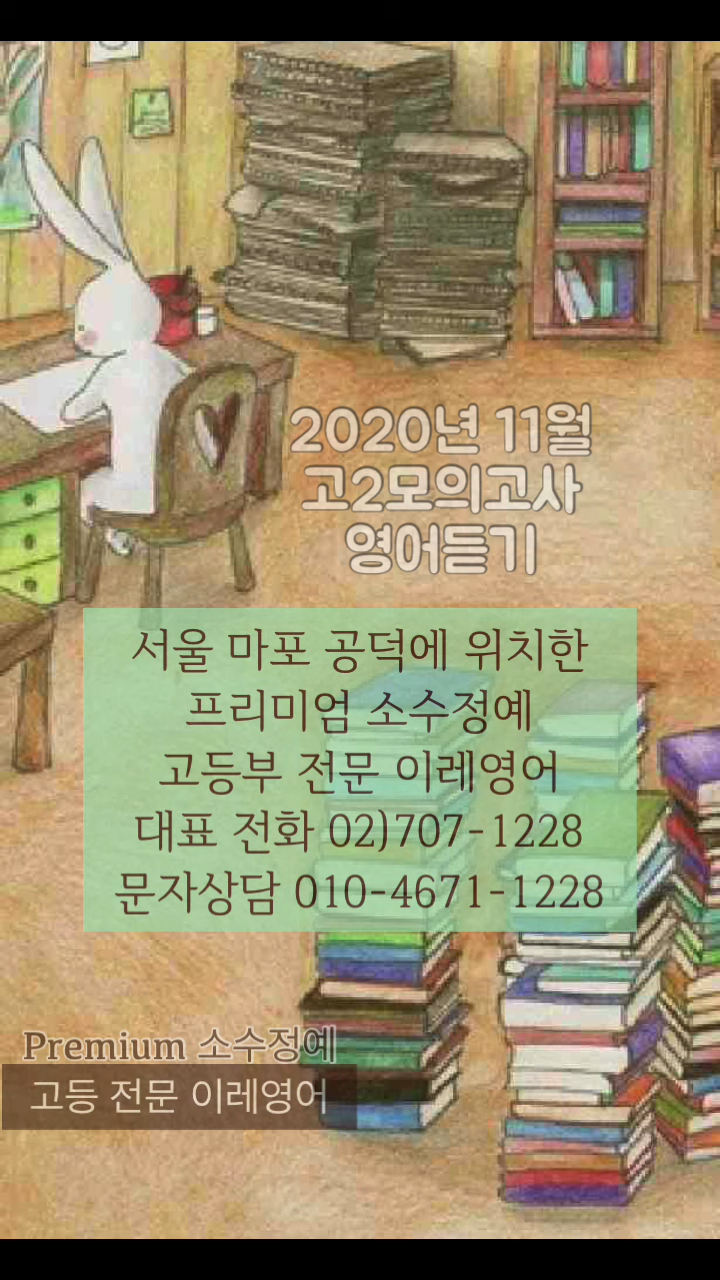 2020년 11월
고2모의고사
영어듣기
서울 마포 공덕에 위치한
프리미엄 소수정예
고등부 전문 이레영어
대표 전화 02)707-1228
문자상담 010-4671-1228
Premium 소수정예
고등 전문 이레영어